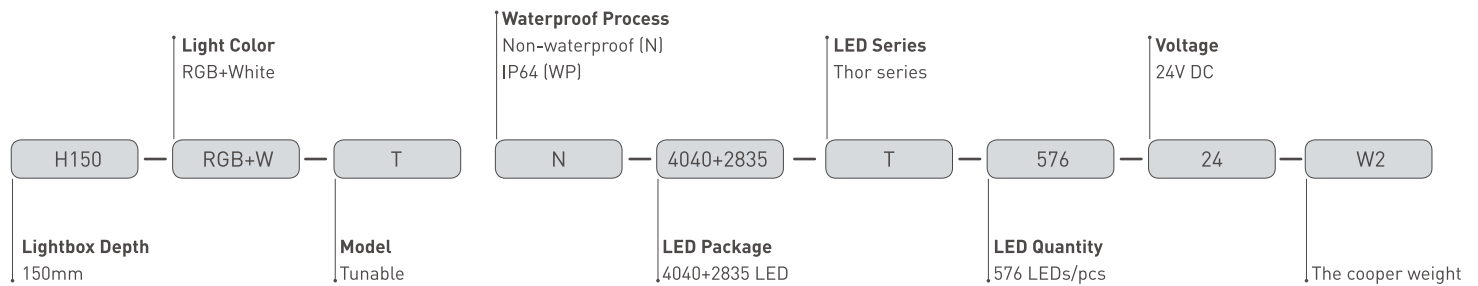 Waterproof Process
Non-waterproof (N)
IP64 (WP)
Light Color
RGB+White
LED Series
Thor series
Voltage
24V DC
H150 — RGB+W — T N — 4040+2835 — T — 576 — 24 — W2
Lightbox Depth
150mm
Model
Tunable
LED Package
4040+2835 LED
LED Quantity
576 LEDs/pcs
The cooper weight